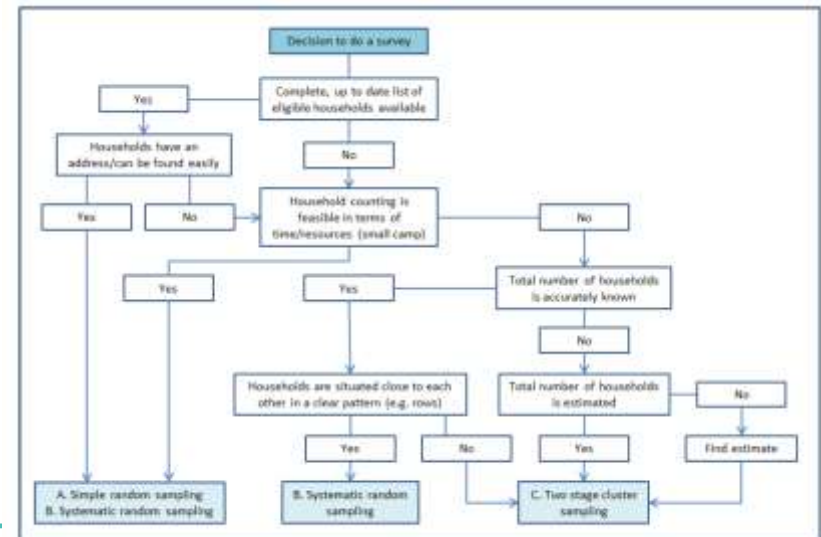 Decision to do a survey
Complete, up to date list of
eligible households available
Yes
Households have an
address/can be found easily
No
Household counting is
feasible in terms of
time/resources (small camp)
Yes
No
No
Yes
Total number of households
is accurately known
Yes
No
Households are situated close to each
other in a clear pattern (e.g. rows)
Total number of households
is estimated
No
Yes
No
Yes
Find estimate
A. Simple random sampling
B. Systematic random sampling
B. Systematic random
sampling
C. Two stage cluster
sampling